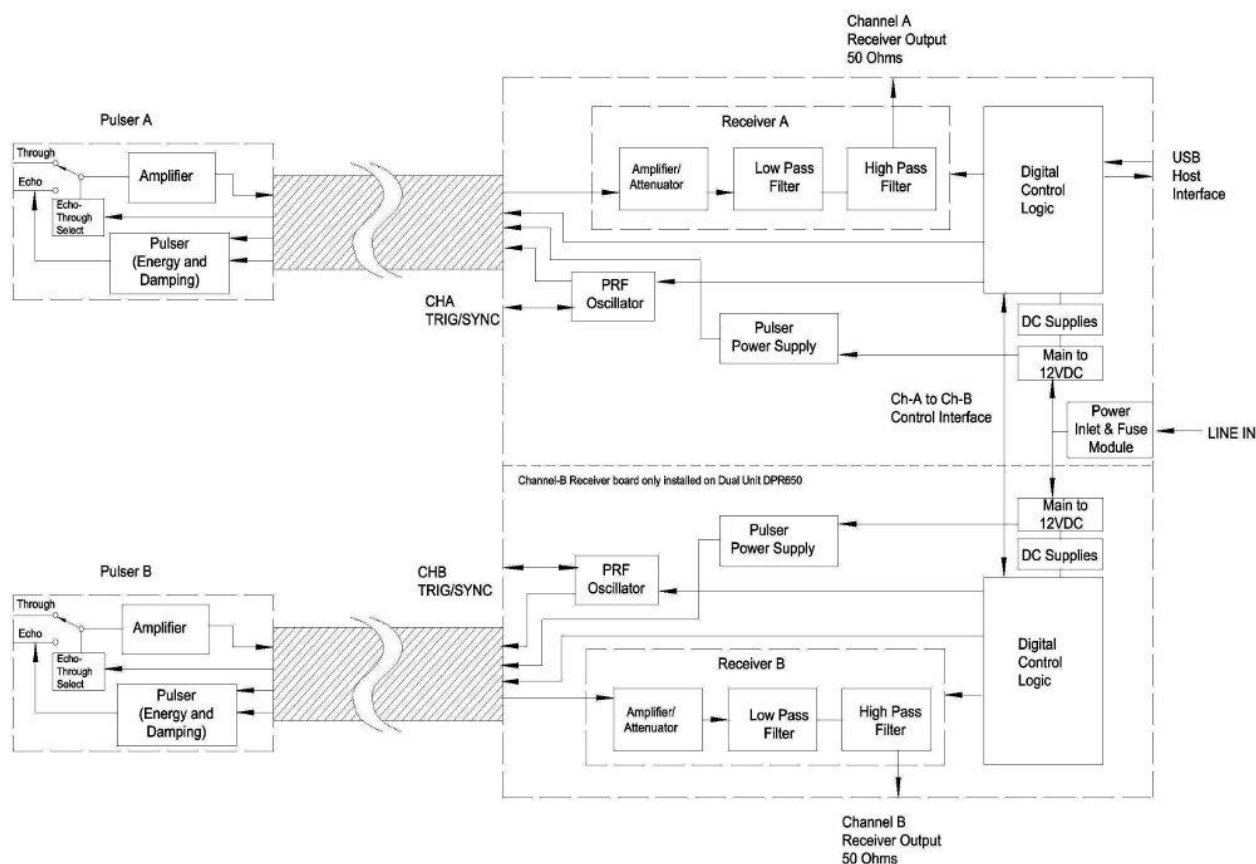 Channel A
Receiver Output
50 Ohms
Pulser A
Through
Echo
Amplifier
Echo-
Through
Select
Pulser
(Energy and
Damping)
Receiver A
Amplifier/
Attenuator
Low Pass
Filter
High Pass
Filter
Digital
Control
Logic
USB
Host
Interface
CHA
TRIG/SYNC
PRF
Oscillator
Pulser
Power Supply
DC Supplies
Main to
12VDC
Ch-A to Ch-B
Control Interface
Power
Inlet & Fuse
Module
LINE IN
Channel-B Receiver board only installed on Dual Unit DPR650
Main to
12VDC
DC Supplies
Pulser
Power Supply
PRF
Oscillator
CHB
TRIG/SYNC
Pulser B
Through
Echo
Amplifier
Echo-
Through
Select
Pulser
(Energy and
Damping)
Receiver B
Amplifier/
Attenuator
Low Pass
Filter
High Pass
Filter
Digital
Control
Logic
Channel B
Receiver Output
50 Ohms